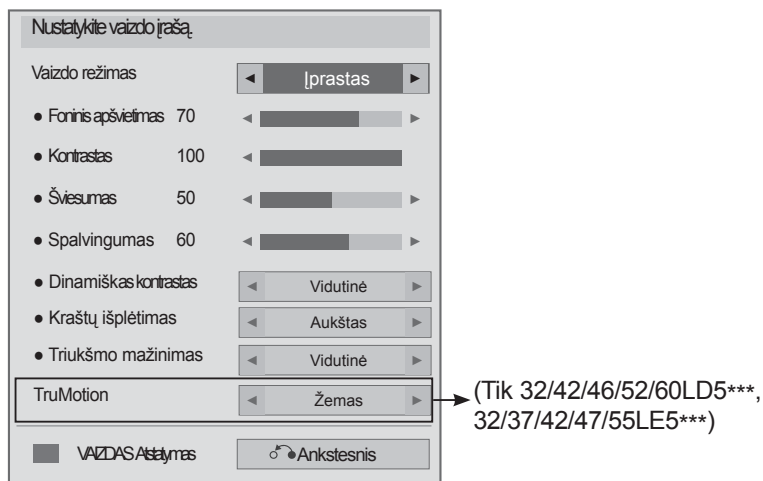 Nustatykite vaizdo įrašą.
Vaizdo režimas ◄ Įprastas ►
● Foninis apšvietimas 70
● Kontrastas 100
● Šviesumas 50
● Spalvingumas 60
● Dinamiškas kontrastas ◄ Vidutinė ►
● Kraštų išplėtimas ◄ Aukštas ►
● Triukšmo mažinimas ◄ Vidutinė ►
TruMotion ◄ Žemas ►
(Tik 32/42/46/52/60LD5***,
32/37/42/47/55LE5***)
VAIZDAS Atstatymas Ankstesnis